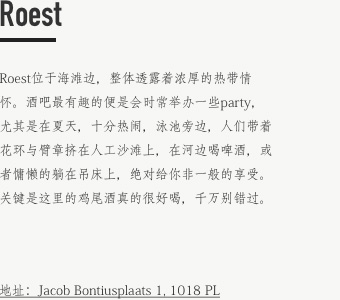 Roest
Roest位于海滩边，整体透露着浓厚的热带情
怀。酒吧最有趣的便是会时常举办一些party，
尤其是在夏天，十分热闹，泳池旁边，人们带着
花环与臂章挤在人工沙滩上，在河边喝啤酒，或
者慵懒的躺在吊床上，绝对给你非一般的享受。
关键是这里的鸡尾酒真的很好喝，千万别错过。
地址：Jacob Bontiusplaats 1, 1018 PL